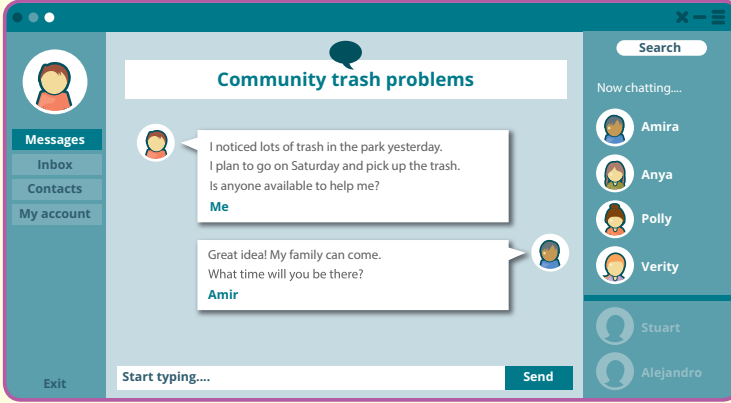 Search
Community trash problems
Now chatting....
Messages
Inbox
Contacts
My account
I noticed lots of trash in the park yesterday.
I plan to go on Saturday and pick up the trash.
Is anyone available to help me?
Me
Great idea! My family can come.
What time will you be there?
Amir
Amira
Anya
Polly
Verity
Stuart
Alejandro
Start typing....
Send
Exit